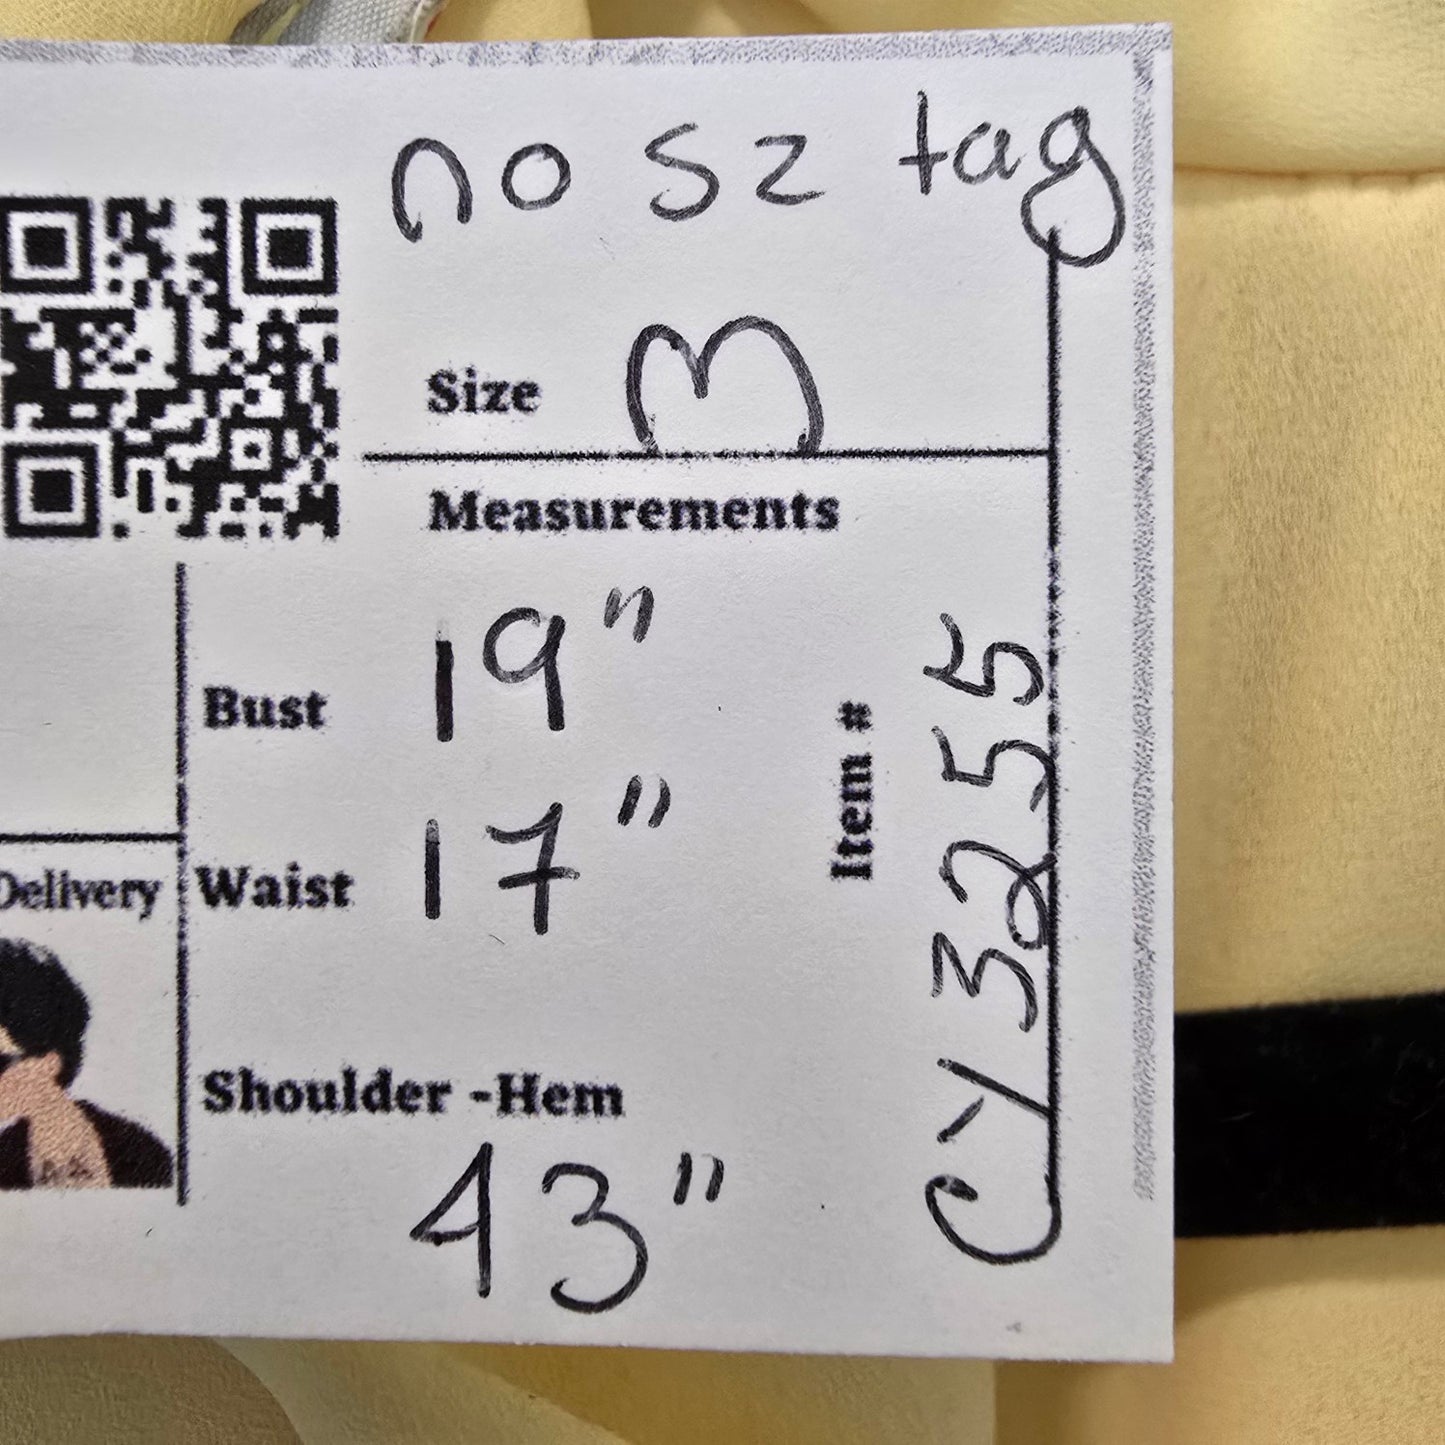 no sz tag
Size M
Measurements
Bust 19"
Waist 17"
Shoulder -Hem
43"
Delivery
Item # CY3255